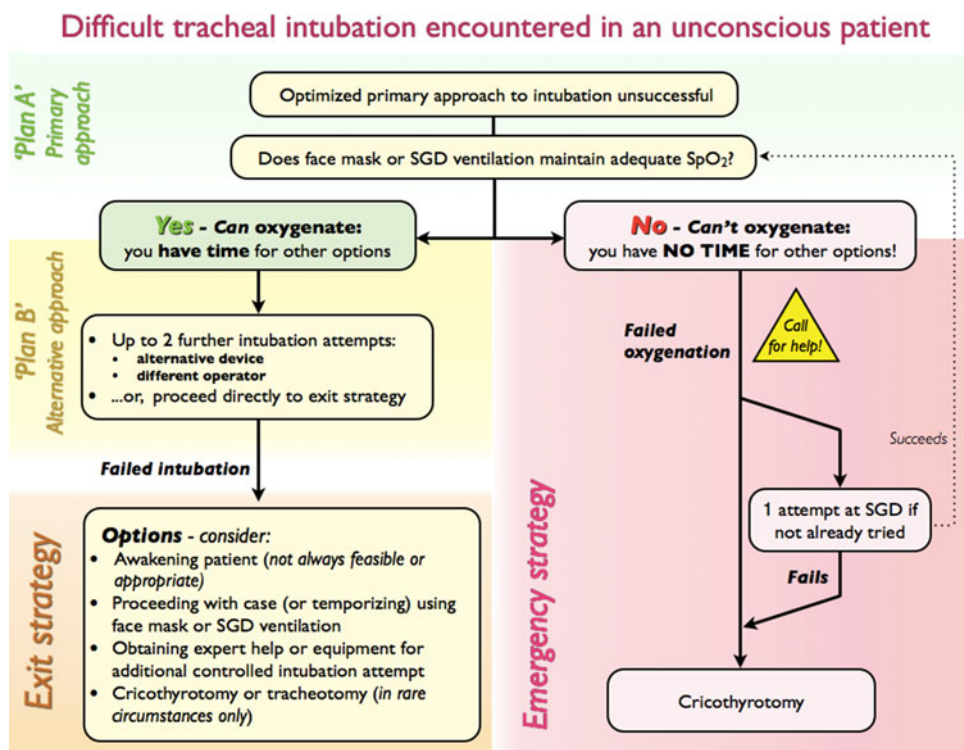 Difficult tracheal intubation encountered in an unconscious patient
'Plan A'
Primary
approach
Optimized primary approach to intubation unsuccessful
Does face mask or SGD ventilation maintain adequate SpO₂?
Yes - Can oxygenate:
you have time for other options
No - Can't oxygenate:
you have NO TIME for other options!
'Plan B'
Alternative approach
• Up to 2 further intubation attempts:
• alternative device
• different operator
• ...or, proceed directly to exit strategy
Failed
oxygenation
Call
for help!
Succeeds
Failed intubation
1 attempt at SGD if
not already tried
Fails
Exit strategy
Options - consider:
• Awakening patient (not always feasible or
appropriate)
• Proceeding with case (or temporizing) using
face mask or SGD ventilation
• Obtaining expert help or equipment for
additional controlled intubation attempt
• Cricothyrotomy or tracheotomy (in rare
circumstances only)
Emergency strategy
Cricothyrotomy